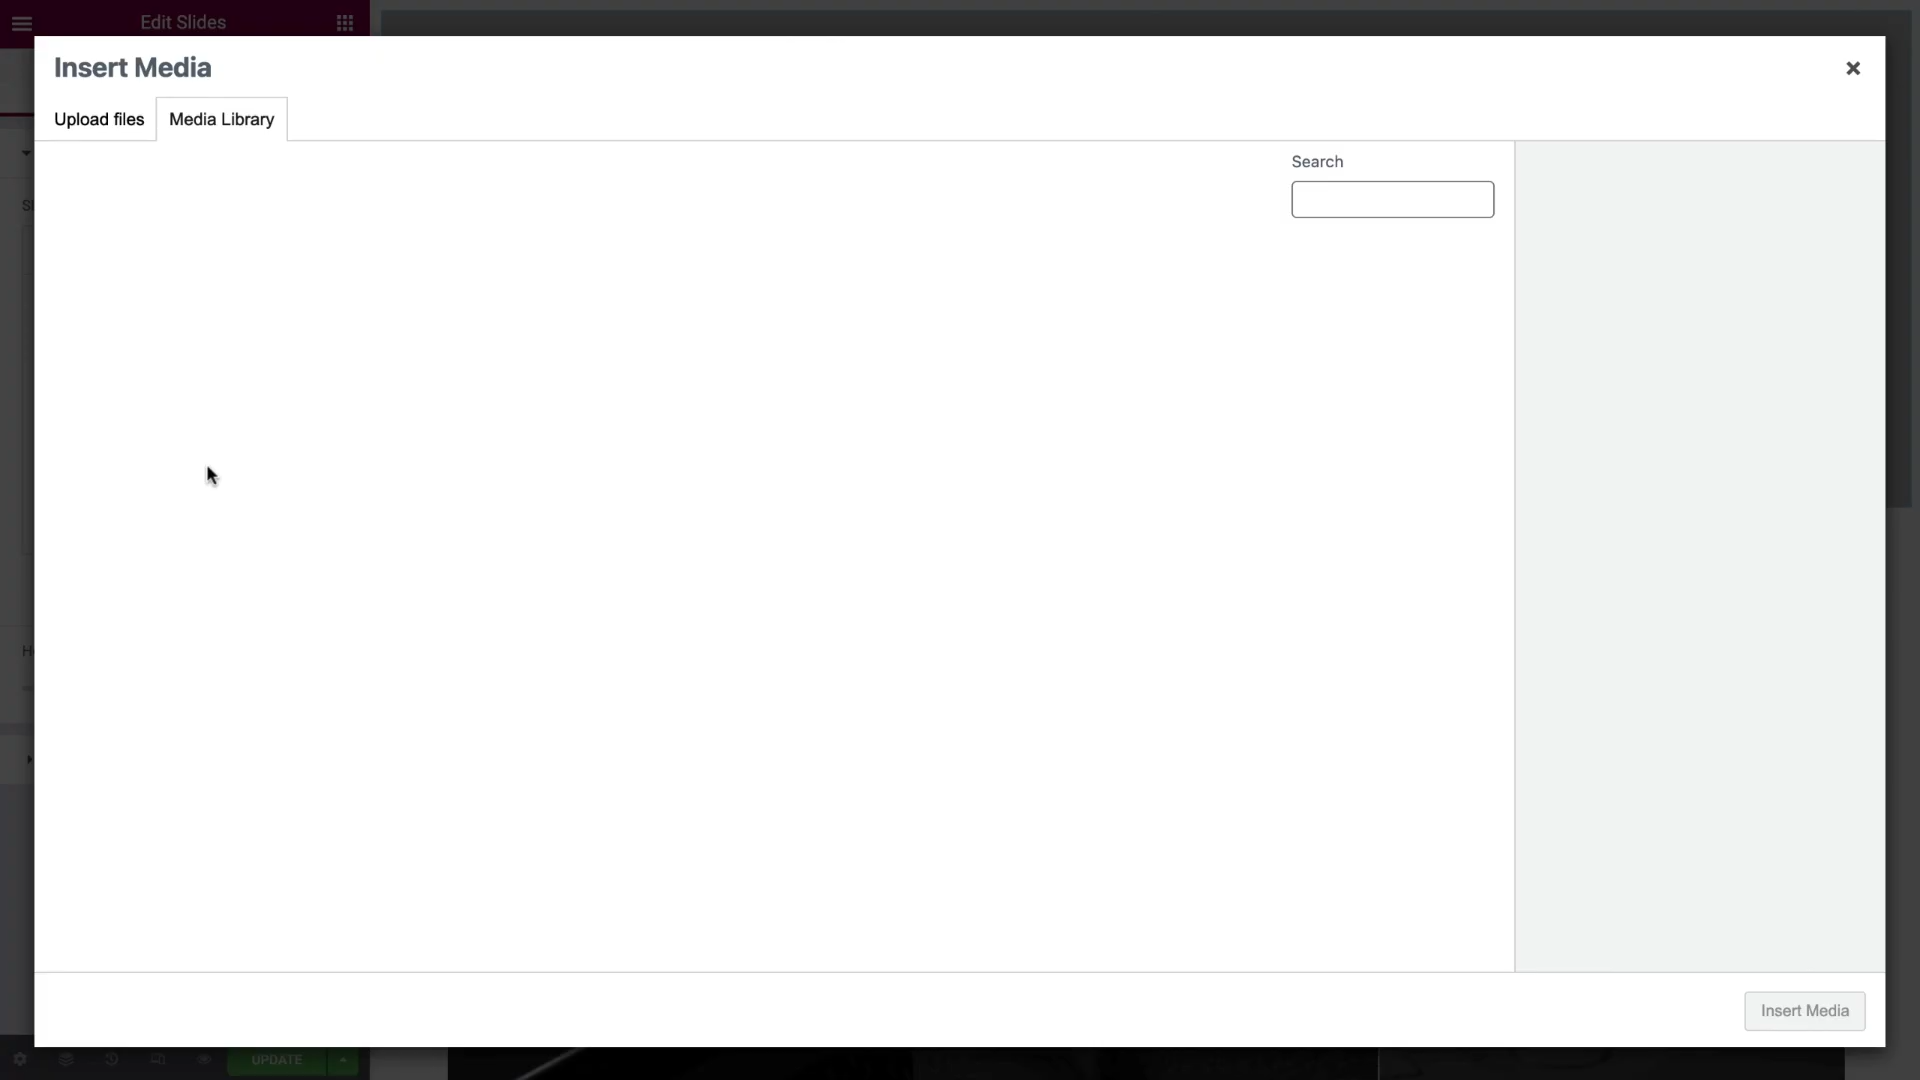 Edit Slides
Insert Media
Upload files
Media Library
Search
Insert Media
UPDATE